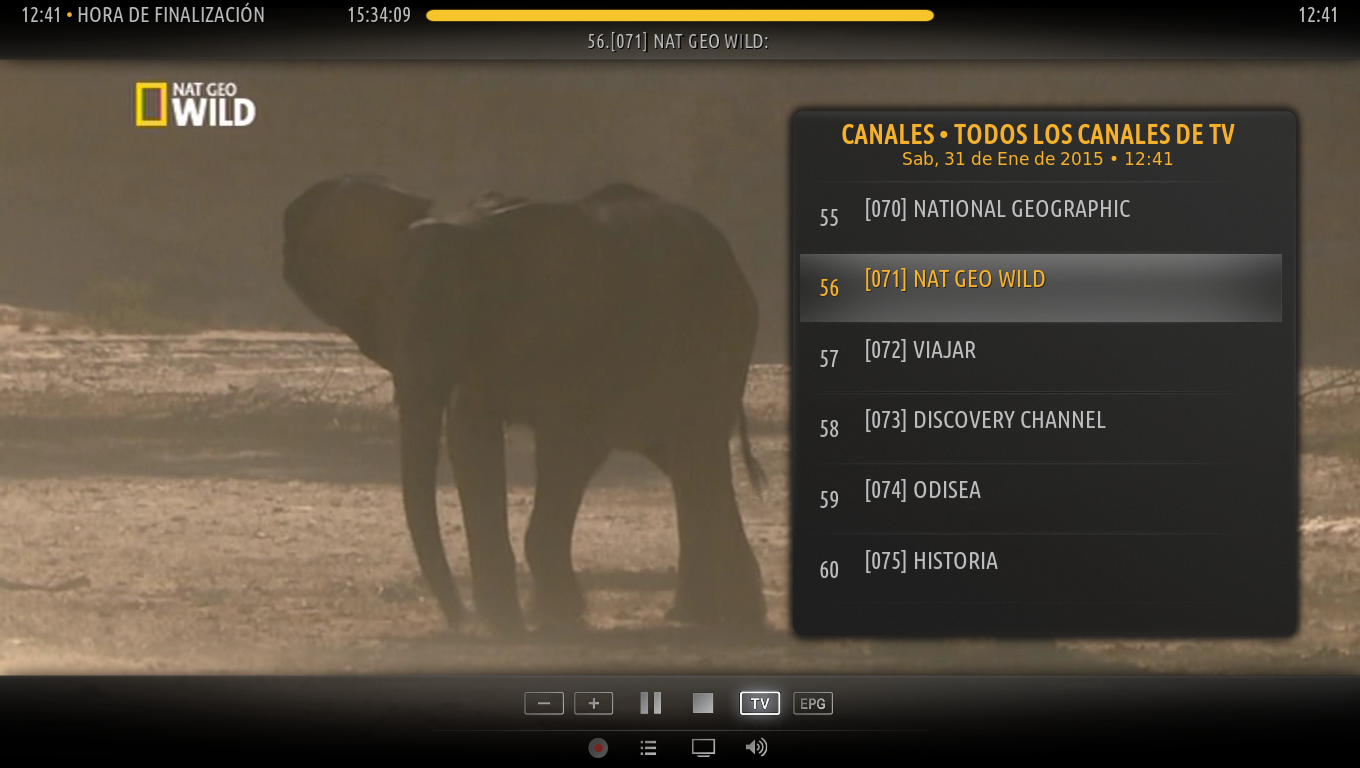 12:41 • HORA DE FINALIZACIÓN 15:34:09 12:41
56.[071] NAT GEO WILD:
NAT GEO
WILD
CANALES • TODOS LOS CANALES DE TV
Sab, 31 de Ene de 2015 • 12:41
55 [070] NATIONAL GEOGRAPHIC
56 [071] NAT GEO WILD
57 [072] VIAJAR
58 [073] DISCOVERY CHANNEL
59 [074] ODISEA
60 [075] HISTORIA
− + TV EPG